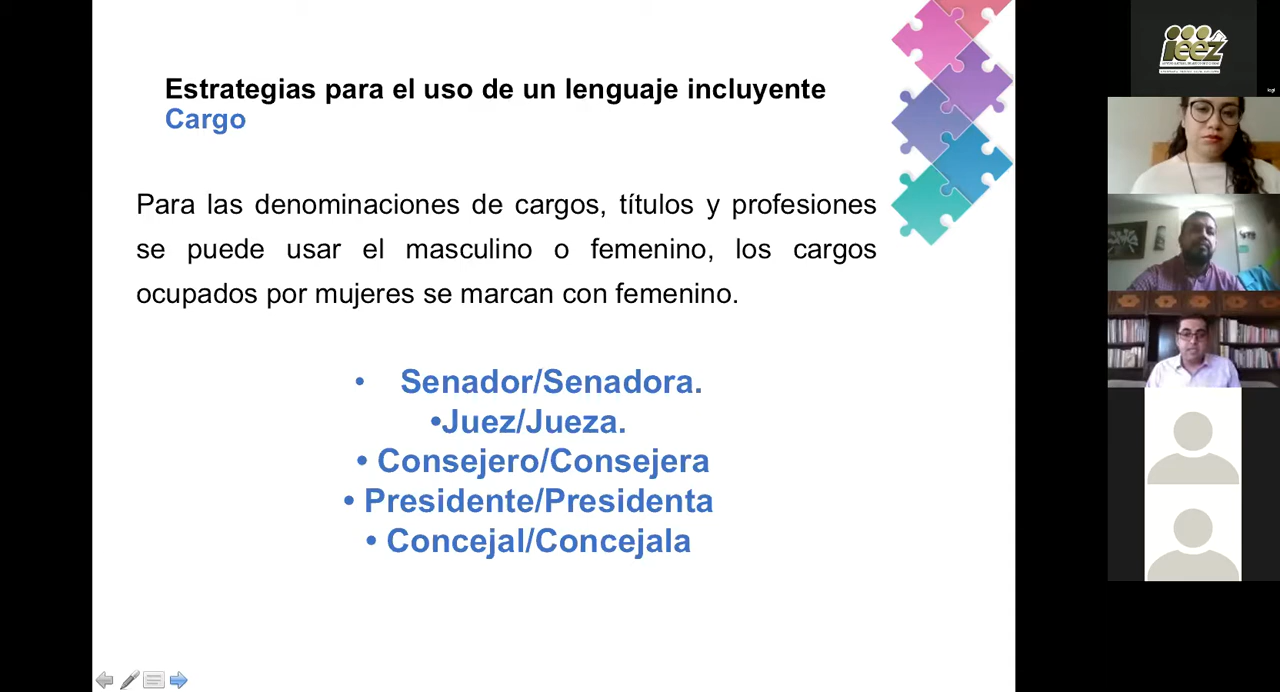 Estrategias para el uso de un lenguaje incluyente
Cargo
Para las denominaciones de cargos, títulos y profesiones
se puede usar el masculino o femenino, los cargos
ocupados por mujeres se marcan con femenino.
• Senador/Senadora.
•Juez/Jueza.
• Consejero/Consejera
• Presidente/Presidenta
• Concejal/Concejala
ieez